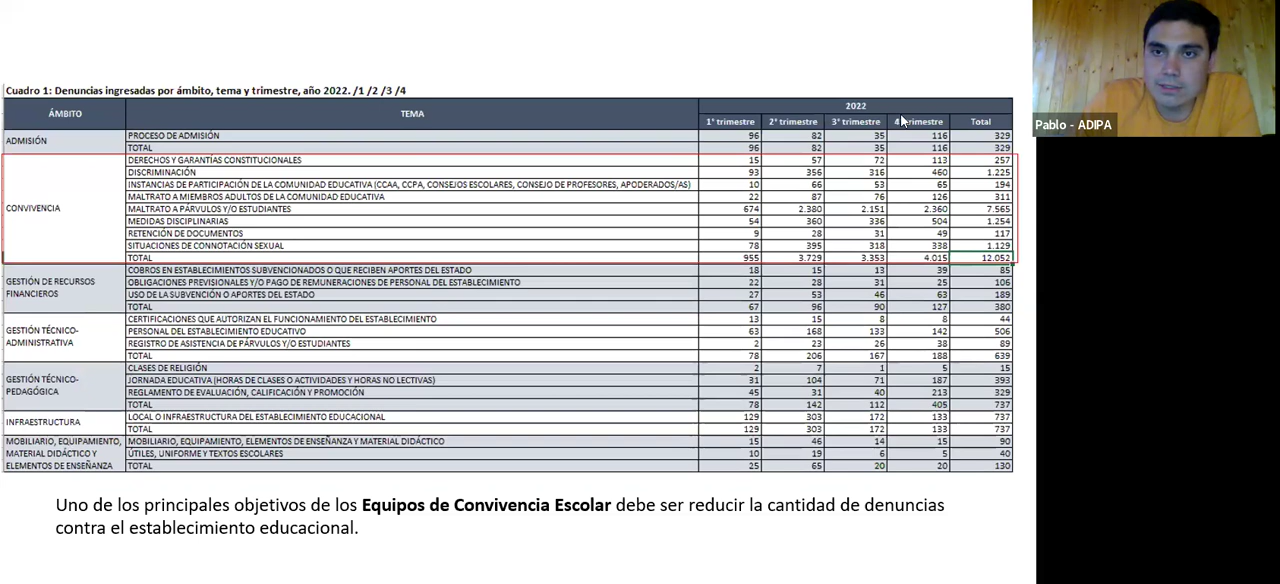 Cuadro 1: Denuncias ingresadas por ámbito, tema y trimestre, año 2022. /1 /2 /3 /4
ÁMBITO TEMA 2022
1° trimestre 2° trimestre 3° trimestre trimestre Total
ADMISIÓN
PROCESO DE ADMISIÓN 96 82 35 116 329
TOTAL 96 82 35 116 329
CONVIVENCIA
DERECHOS Y GARANTÍAS CONSTITUCIONALES 15 57 72 113 257
DISCRIMINACIÓN 93 356 316 460 1.225
INSTANCIAS DE PARTICIPACIÓN DE LA COMUNIDAD EDUCATIVA (CCAA, CCPA, CONSEJOS ESCOLARES, CONSEJO DE PROFESORES, APODERADOS/AS) 10 66 53 65 194
MALTRATO A MIEMBROS ADULTOS DE LA COMUNIDAD EDUCATIVA 22 87 76 126 311
MALTRATO A PÁRVULOS Y/O ESTUDIANTES 674 2.380 2.151 2.360 7.565
MEDIDAS DISCIPLINARIAS 54 360 336 504 1.254
RETENCIÓN DE DOCUMENTOS 9 28 31 49 117
SITUACIONES DE CONNOTACIÓN SEXUAL 78 395 318 338 1.129
TOTAL 955 3.729 3.353 4.015 12.052
GESTIÓN DE RECURSOS
FINANCIEROS
COBROS EN ESTABLECIMIENTOS SUBVENCIONADOS O QUE RECIBEN APORTES DEL ESTADO 18 15 13 39 85
OBLIGACIONES PREVISIONALES Y/O PAGO DE REMUNERACIONES DE PERSONAL DEL ESTABLECIMIENTO 22 28 31 25 106
USO DE LA SUBVENCIÓN O APORTES DEL ESTADO 27 53 46 63 189
TOTAL 67 96 90 127 380
GESTIÓN TÉCNICO-
ADMINISTRATIVA
CERTIFICACIONES QUE AUTORIZAN EL FUNCIONAMIENTO DEL ESTABLECIMIENTO 13 15 8 8 44
PERSONAL DEL ESTABLECIMIENTO EDUCATIVO 63 168 133 142 506
REGISTRO DE ASISTENCIA DE PÁRVULOS Y/O ESTUDIANTES 2 23 26 38 89
TOTAL 78 206 167 188 639
GESTIÓN TÉCNICO-
PEDAGÓGICA
CLASES DE RELIGIÓN 2 7 1 5 15
JORNADA EDUCATIVA (HORAS DE CLASES O ACTIVIDADES Y HORAS NO LECTIVAS) 31 104 71 187 393
REGLAMENTO DE EVALUACIÓN, CALIFICACIÓN Y PROMOCIÓN 45 31 40 213 329
TOTAL 78 142 112 405 737
INFRAESTRUCTURA
LOCAL O INFRAESTRUCTURA DEL ESTABLECIMIENTO EDUCACIONAL 129 303 172 133 737
TOTAL 129 303 172 133 737
MOBILIARIO, EQUIPAMIENTO,
MATERIAL DIDÁCTICO Y
ELEMENTOS DE ENSEÑANZA
MOBILIARIO, EQUIPAMIENTO, ELEMENTOS DE ENSEÑANZA Y MATERIAL DIDÁCTICO 15 46 14 15 90
ÚTILES, UNIFORME Y TEXTOS ESCOLARES 10 19 6 5 40
TOTAL 25 65 20 20 130
Uno de los principales objetivos de los Equipos de Convivencia Escolar debe ser reducir la cantidad de denuncias
contra el establecimiento educacional.
Pablo - ADIPA